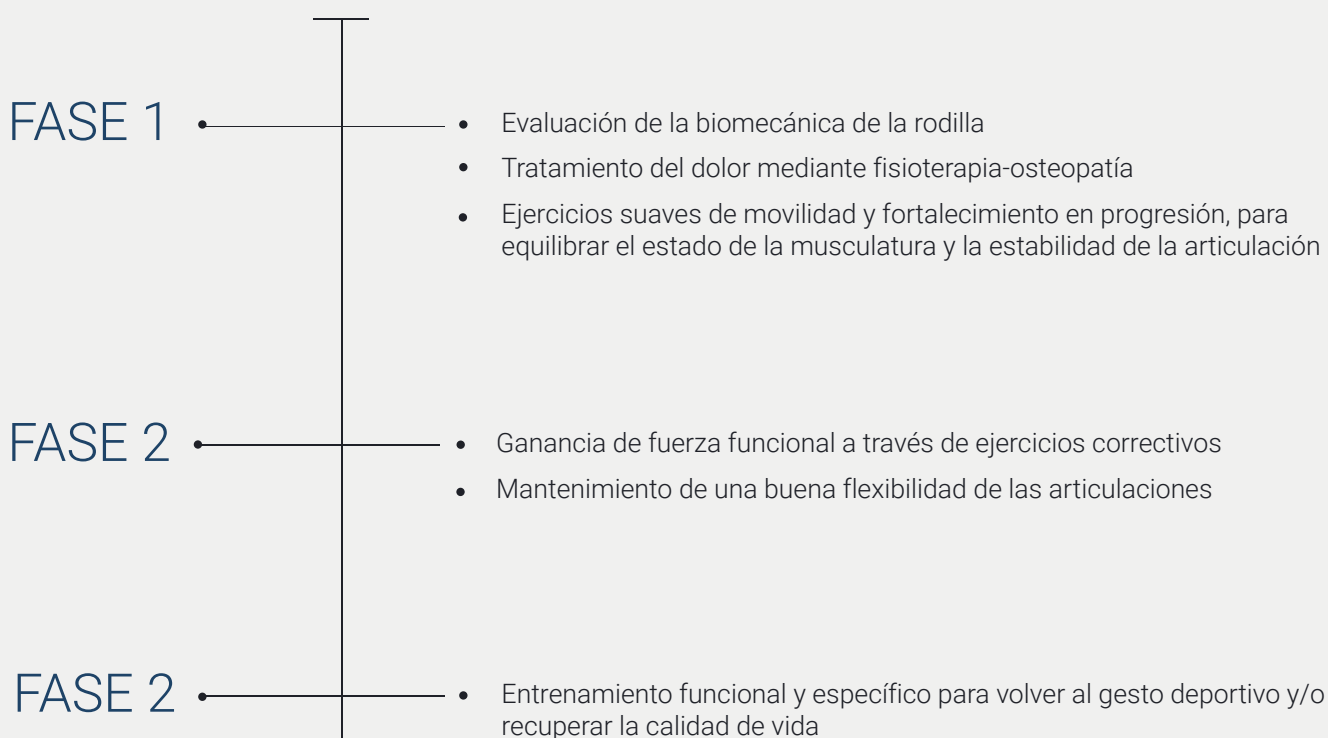 FASE 1
• Evaluación de la biomecánica de la rodilla
• Tratamiento del dolor mediante fisioterapia-osteopatía
• Ejercicios suaves de movilidad y fortalecimiento en progresión, para
equilibrar el estado de la musculatura y la estabilidad de la articulación
FASE 2
• Ganancia de fuerza funcional a través de ejercicios correctivos
• Mantenimiento de una buena flexibilidad de las articulaciones
FASE 2
• Entrenamiento funcional y específico para volver al gesto deportivo y/o
recuperar la calidad de vida